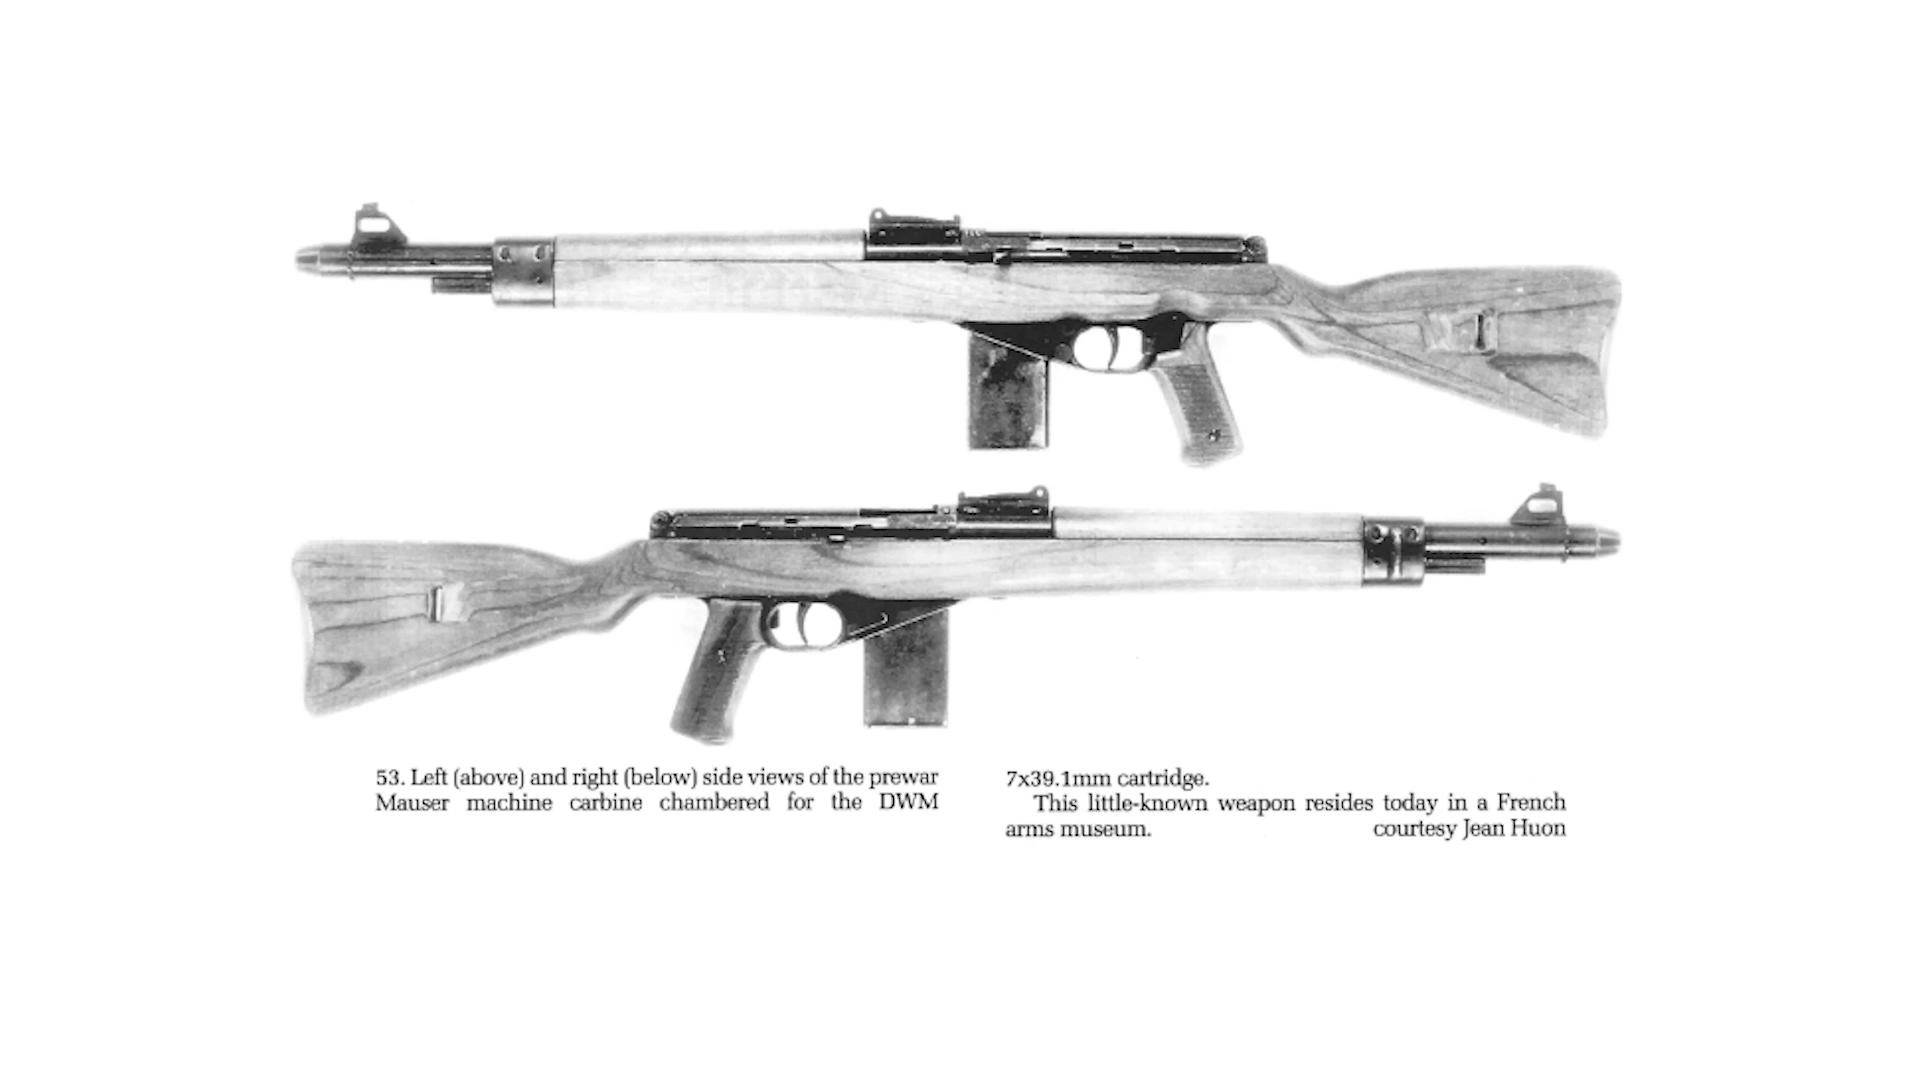 53. Left (above) and right (below) side views of the prewar
Mauser machine carbine chambered for the DWM
7x39.1mm cartridge.
This little-known weapon resides today in a French
arms museum. courtesy Jean Huon